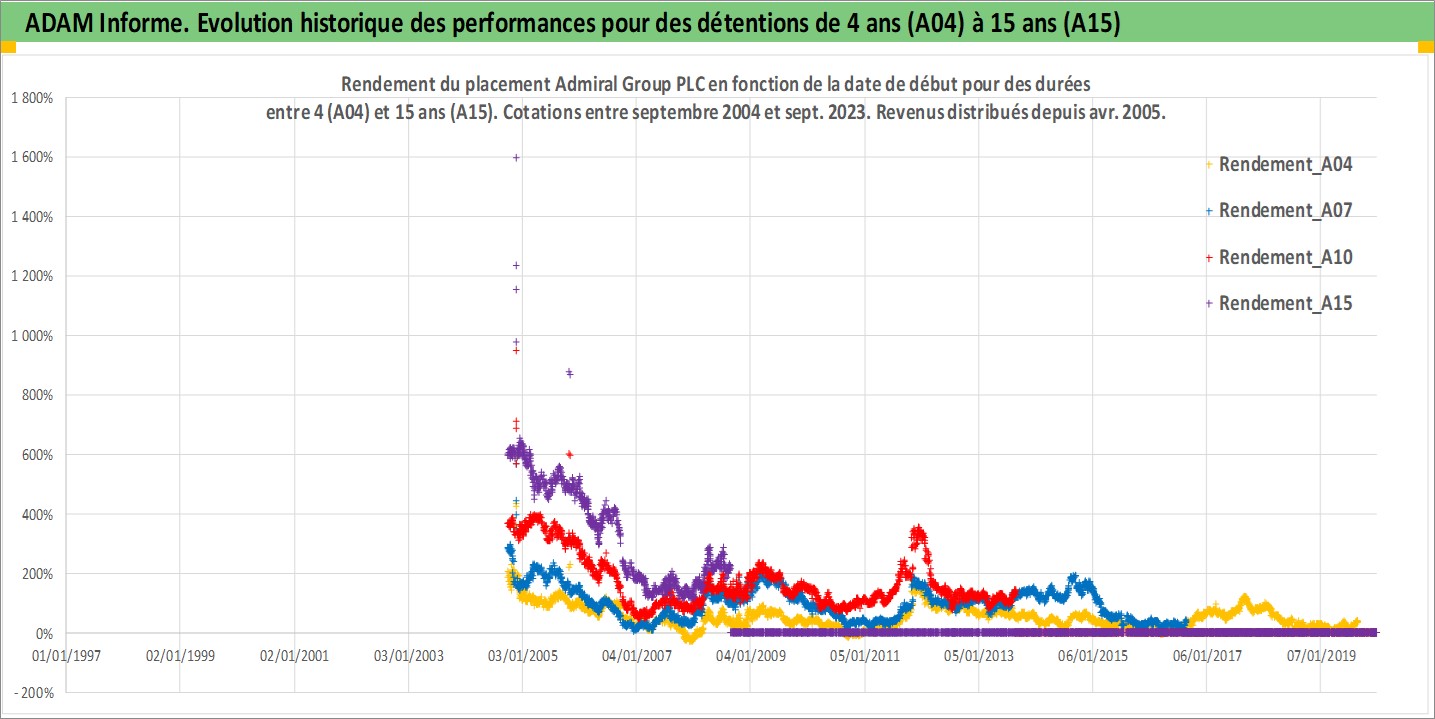 ADAM Informe. Evolution historique des performances pour des détentions de 4 ans (A04) à 15 ans (A15)
Rendement du placement Admiral Group PLC en fonction de la date de début pour des durées
entre 4 (A04) et 15 ans (A15). Cotations entre septembre 2004 et sept. 2023. Revenus distribués depuis avr. 2005.
1 800%
1 600%
1 400%
1 200%
1 000%
800%
600%
400%
200%
0%
- 200%
Rendement_A04
Rendement_A07
Rendement_A10
Rendement_A15
01/01/1997 02/01/1999 02/01/2001 03/01/2003 03/01/2005 04/01/2007 04/01/2009 05/01/2011 05/01/2013 06/01/2015 06/01/2017 07/01/2019